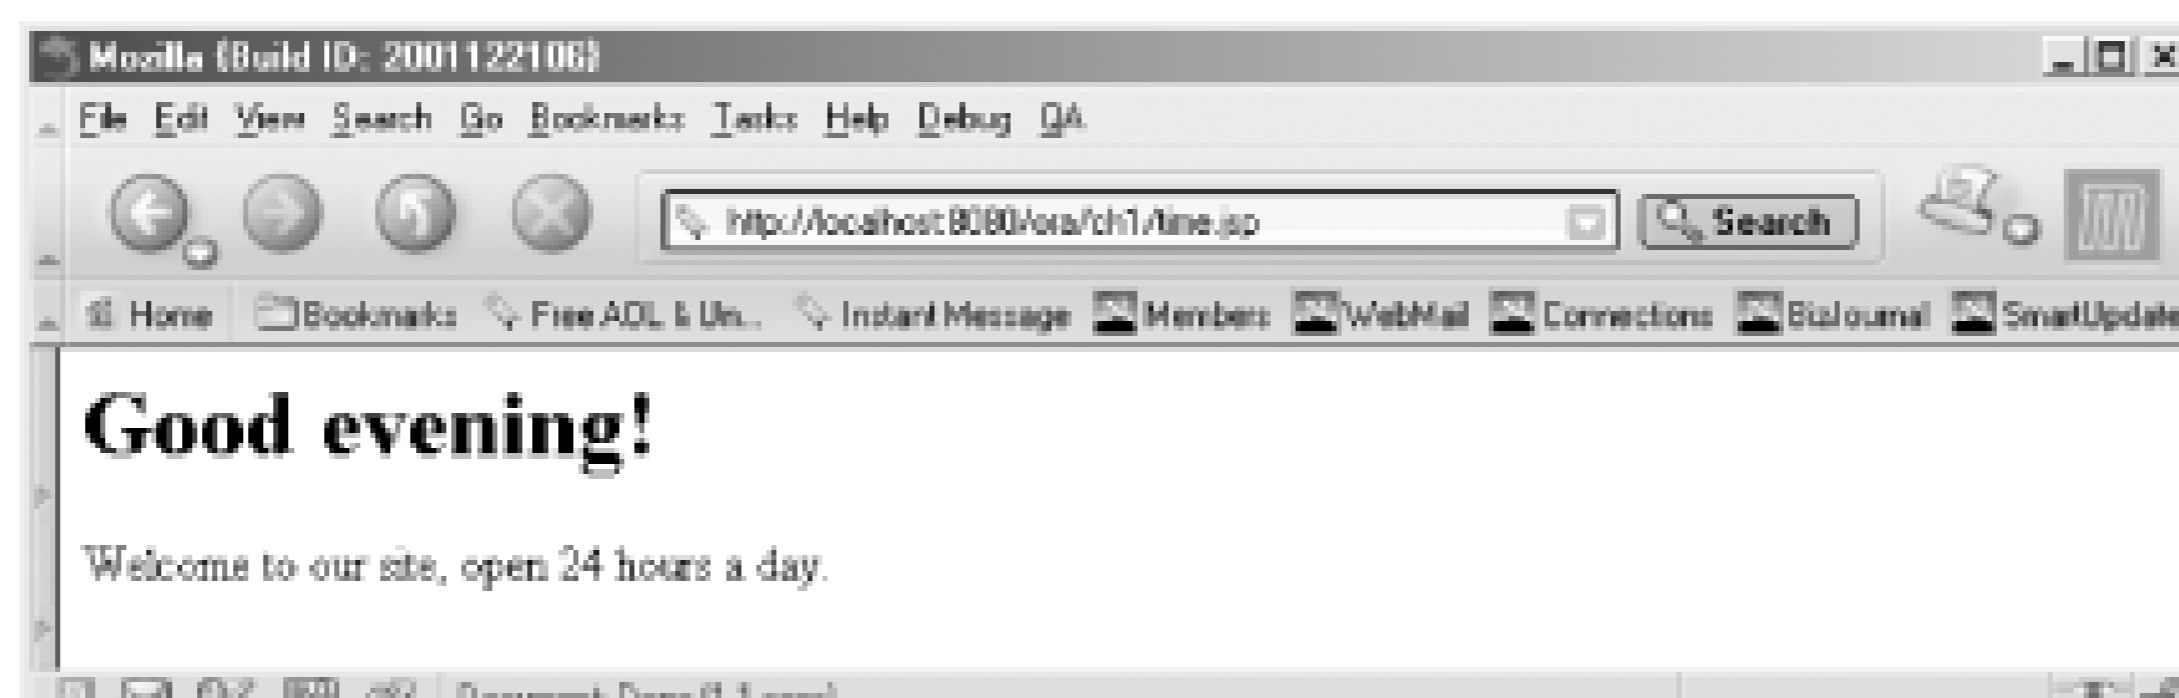 Mozilla {Build ID: 2001122106}
File Edit View Search Go Bookmarks Tasks Help Debug QA
http://localhost:8080/ora/ch1/time.jsp Search
Home Bookmarks Free AOL & Un... Instant Message Members WebMail Connections BizJournal SmartUpdate
Good evening!
Welcome to our site, open 24 hours a day.
Document: Done